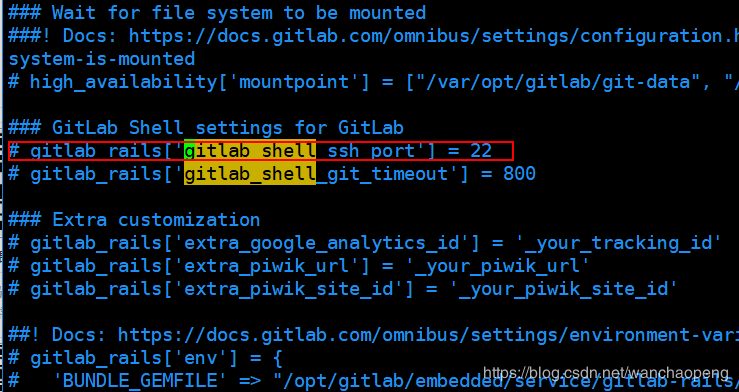 ### Wait for file system to be mounted
###! Docs: https://docs.gitlab.com/omnibus/settings/configuration.h
system-is-mounted
# high_availability['mountpoint'] = ["/var/opt/gitlab/git-data", "/
### GitLab Shell settings for GitLab
# gitlab_rails['gitlab_shell_ssh_port'] = 22
# gitlab_rails['gitlab_shell_git_timeout'] = 800
### Extra customization
# gitlab_rails['extra_google_analytics_id'] = '_your_tracking_id'
# gitlab_rails['extra_piwik_url'] = '_your_piwik_url'
# gitlab_rails['extra_piwik_site_id'] = '_your_piwik_site_id'
##! Docs: https://docs.gitlab.com/omnibus/settings/environment-vari
# gitlab_rails['env'] = {
#   'BUNDLE_GEMFILE' => "/opt/gitlab/embedded/service/gitlab-rails/
https://blog.csdn.net/wanchaopeng